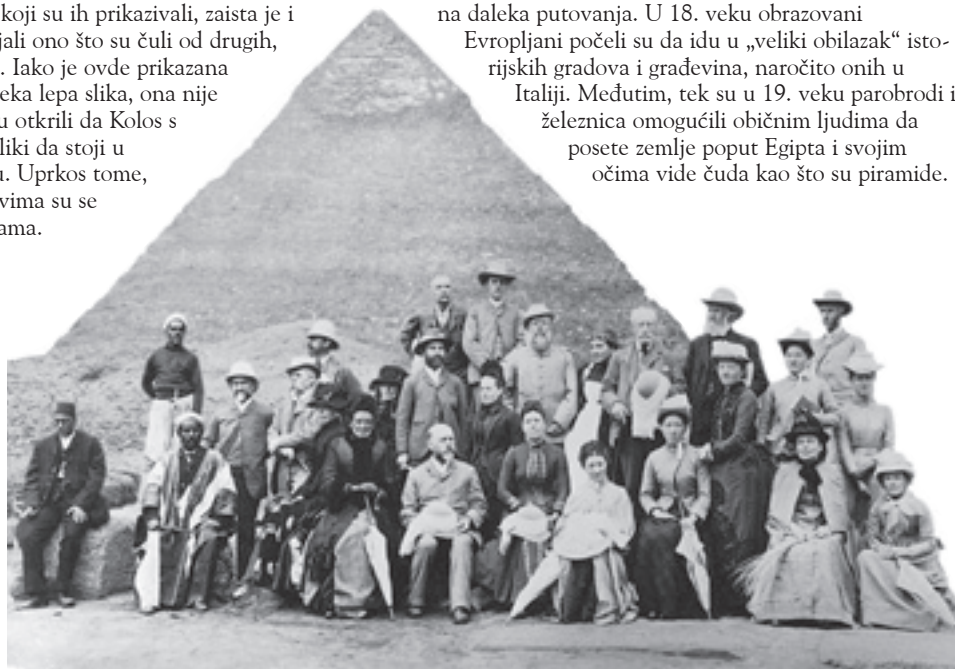 koji su ih prikazivali, zaista je i
jali ono što su čuli od drugih,
. Iako je ovde prikazana
eka lepa slika, ona nije
u otkrili da Kolos s
liki da stoji u
u. Uprkos tome,
vima su se
ama.
na daleka putovanja. U 18. veku obrazovani
Evropljani počeli su da idu u „veliki obilazak“ isto-
rijskih gradova i građevina, naročito onih u
Italiji. Međutim, tek su u 19. veku parobrodi i
železnica omogućili običnim ljudima da
posete zemlje poput Egipta i svojim
očima vide čuda kao što su piramide.